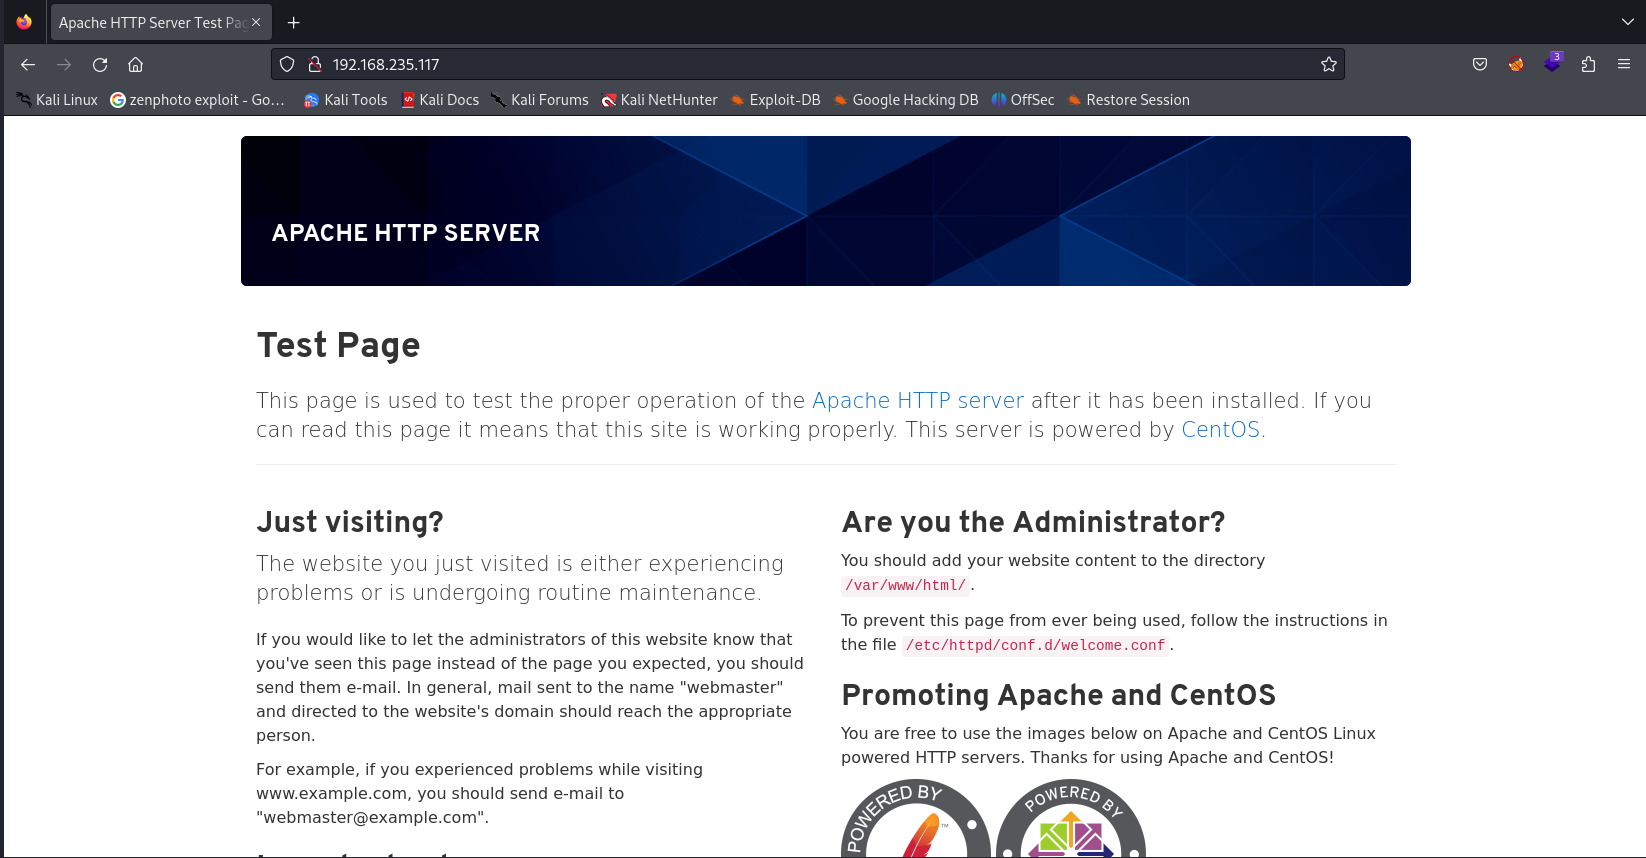 Apache HTTP Server Test Pag
192.168.235.117
3
Kali Linux
zenphoto exploit - Go…
Kali Tools
Kali Docs
Kali Forums
Kali NetHunter
Exploit-DB
Google Hacking DB
OffSec
Restore Session
APACHE HTTP SERVER
Test Page
This page is used to test the proper operation of the Apache HTTP server after it has been installed. If you
can read this page it means that this site is working properly. This server is powered by CentOS.
Just visiting?
The website you just visited is either experiencing
problems or is undergoing routine maintenance.
If you would like to let the administrators of this website know that
you've seen this page instead of the page you expected, you should
send them e-mail. In general, mail sent to the name "webmaster"
and directed to the website's domain should reach the appropriate
person.
For example, if you experienced problems while visiting
www.example.com, you should send e-mail to
"webmaster@example.com".
Are you the Administrator?
You should add your website content to the directory
/var/www/html/.
To prevent this page from ever being used, follow the instructions in
the file /etc/httpd/conf.d/welcome.conf.
Promoting Apache and CentOS
You are free to use the images below on Apache and CentOS Linux
powered HTTP servers. Thanks for using Apache and CentOS!
POWERED BY
TM
POWERED BY